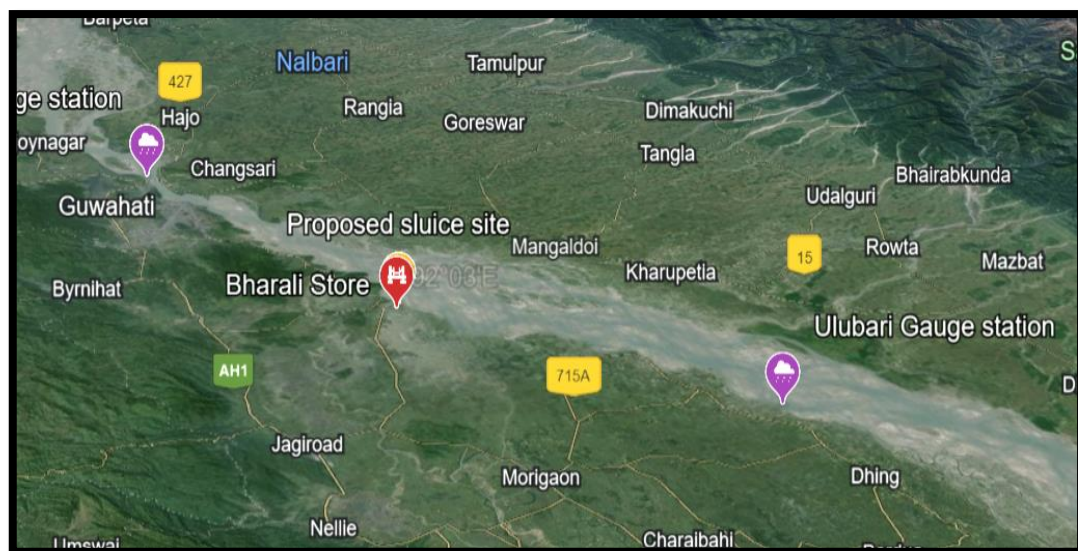 Barpeta
427
Nalbari
Tamulpur
ge station
Hajo
Rangia
Goreswar
Dimakuchi
oynagar
Changsari
Tangla
Bhairabkunda
Guwahati
Udalguri
Proposed sluice site
Mangaldoi
15
Rowta
Mazbat
Byrnihat
Bharali Store
92°03'E
Kharupetia
Ulubari Gauge station
AH1
715A
Jagiroad
Morigaon
Dhing
Nellie
Charaibahi
Umswai